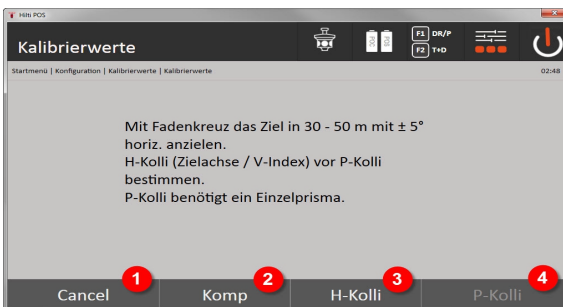 Hilti POS
Kalibrierwerte
POC
POS
F1 DR/P
F2 T+D
Startmenü | Konfiguration | Kalibrierwerte | Kalibrierwerte
02:48
Mit Fadenkreuz das Ziel in 30 - 50 m mit ± 5°
horiz. anzielen.
H-Kolli (Zielachse / V-Index) vor P-Kolli
bestimmen.
P-Kolli benötigt ein Einzelprisma.
1
2
3
4
Cancel
Komp
H-Kolli
P-Kolli